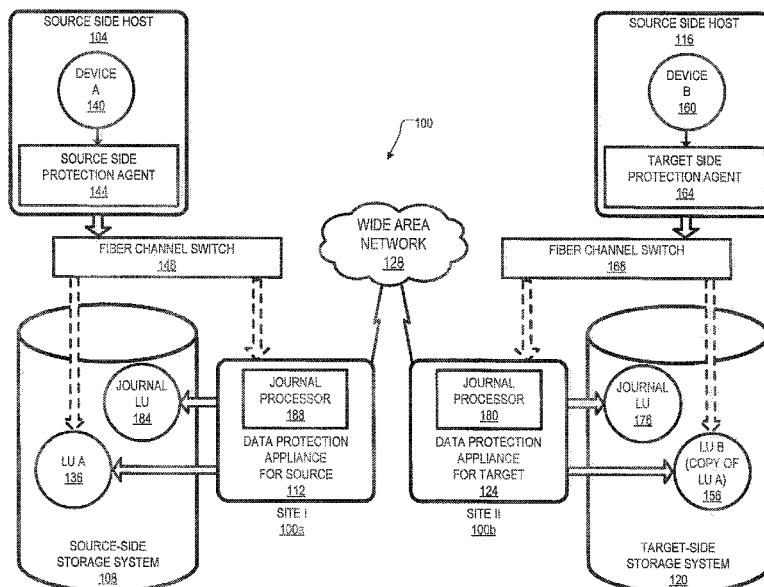 SOURCE SIDE HOST
104
DEVICE
A
140
SOURCE SIDE
PROTECTION AGENT
144
FIBER CHANNEL SWITCH
148
JOURNAL
LU
184
LU A
136
SOURCE-SIDE
STORAGE SYSTEM
108
JOURNAL
PROCESSOR
188
DATA PROTECTION
APPLIANCE
FOR SOURCE
112
SITE I
100a
WIDE AREA
NETWORK
128
100
SOURCE SIDE HOST
116
DEVICE
B
160
TARGET SIDE
PROTECTION AGENT
164
FIBER CHANNEL SWITCH
168
JOURNAL
PROCESSOR
180
DATA PROTECTION
APPLIANCE
FOR TARGET
124
SITE II
100b
JOURNAL
LU
176
LU B
(COPY OF
LU A)
156
TARGET-SIDE
STORAGE SYSTEM
120